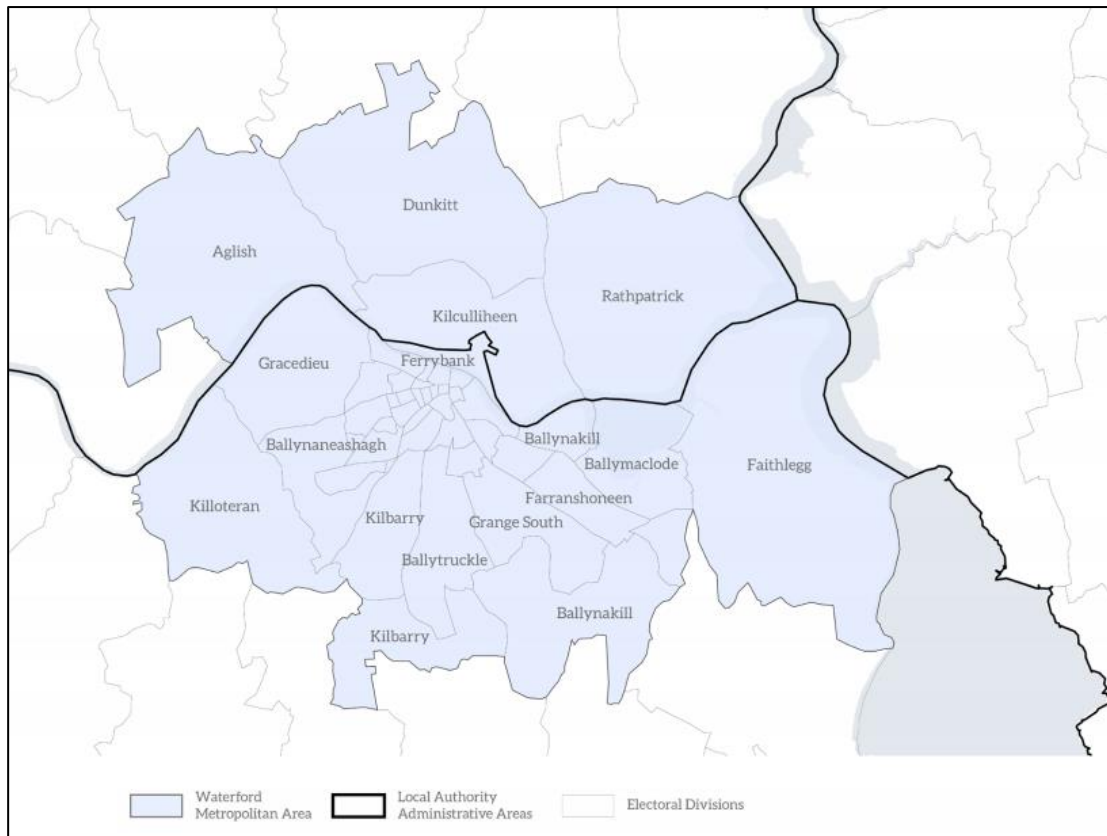 Dunkitt
Aglish
Rathpatrick
Kilculliheen
Gracedieu
Ferrybank
Ballynaneashagh
Ballynakill
Ballymaclode
Faithlegg
Killoteran
Farranshoneen
Kilbarry
Grange South
Ballytruckle
Ballynakill
Kilbarry
Waterford
Metropolitan Area
Local Authority
Administrative Areas
Electoral Divisions